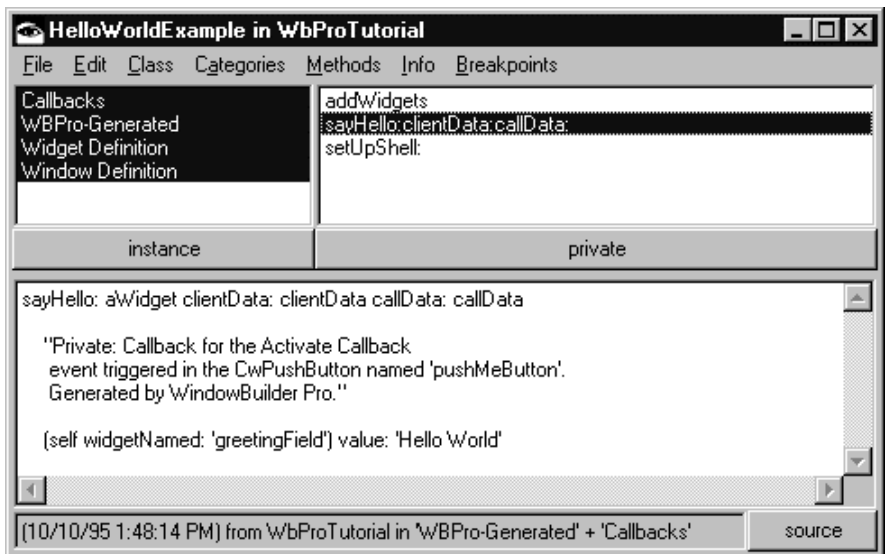 HelloWorldExample in WbProTutorial
File Edit Class Categories Methods Info Breakpoints
Callbacks
WBPro-Generated
Widget Definition
Window Definition
addWidgets
sayHello:clientData:callData:
setUpShell:
instance
private
sayHello: aWidget clientData: clientData callData: callData
"Private: Callback for the Activate Callback
event triggered in the CwPushButton named 'pushMeButton'.
Generated by WindowBuilder Pro."
(self widgetNamed: 'greetingField') value: 'Hello World'
(10/10/95 1:48:14 PM) from WbProTutorial in 'WBPro-Generated' + 'Callbacks'
source